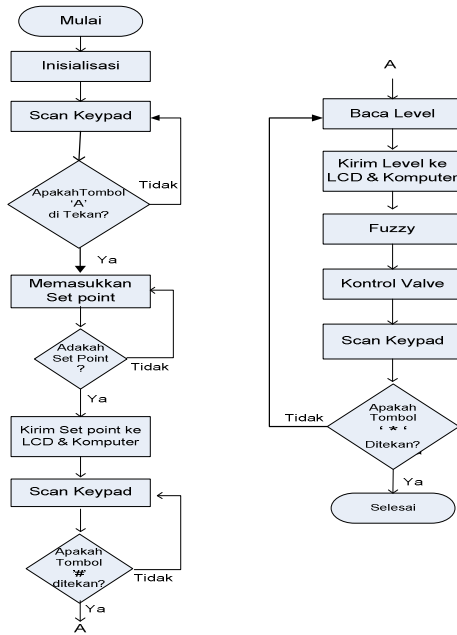 Mulai
Inisialisasi
Scan Keypad
ApakahTombol
'A'
di Tekan?
Tidak
Ya
Memasukkan
Set point
Adakah
Set Point
?
Tidak
Ya
Kirim Set point ke
LCD & Komputer
Scan Keypad
Apakah
Tombol
'#'
ditekan?
Tidak
Ya
A
A
Baca Level
Kirim Level ke
LCD & Komputer
Fuzzy
Kontrol Valve
Scan Keypad
Apakah
Tombol
' * '
Ditekan?
Tidak
Ya
Selesai